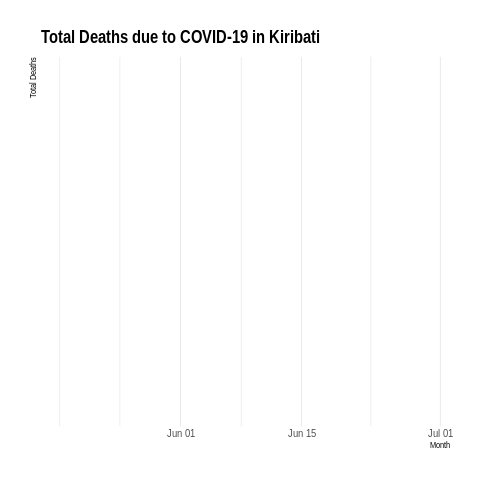 Total Deaths due to COVID-19 in Kiribati
Total Deaths
Jun 01
Jun 15
Jul 01
Month